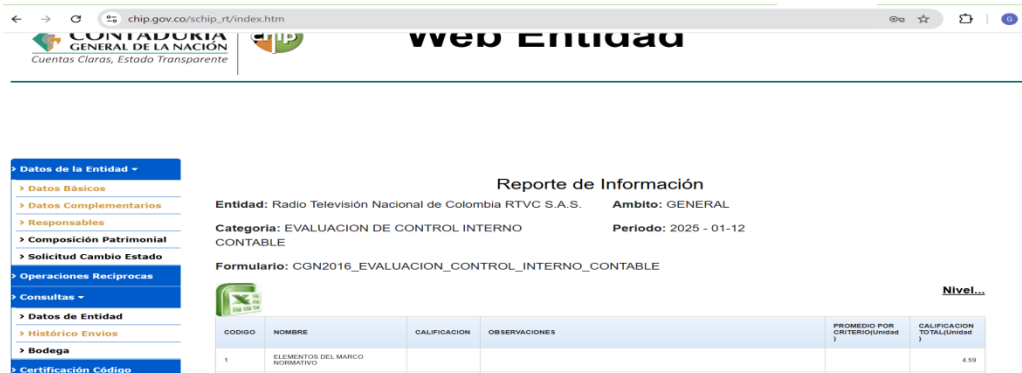 chip.gov.co/schip_rt/index.htm
G
CONTADURÍA
GENERAL DE LA NACIÓN
Cuentas Claras, Estado Transparente
chip
Web Entidad
> Datos de la Entidad
> Datos Básicos
> Datos Complementarios
> Responsables
> Composición Patrimonial
> Solicitud Cambio Estado
> Operaciones Reciprocas
> Consultas
> Datos de Entidad
> Histórico Envios
> Bodega
> Certificación Código
Reporte de Información
Entidad: Radio Televisión Nacional de Colombia RTVC S.A.S. Ambito: GENERAL
Categoria: EVALUACION DE CONTROL INTERNO Periodo: 2025 - 01-12
CONTABLE
Formulario: CGN2016_EVALUACION_CONTROL_INTERNO_CONTABLE
Nivel...
CODIGO NOMBRE CALIFICACION OBSERVACIONES PROMEDIO POR CRITERIO(Unidad ) CALIFICACION TOTAL(Unidad )
1 ELEMENTOS DEL MARCO NORMATIVO 4.59